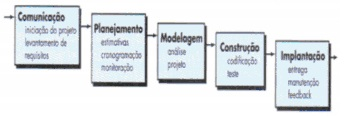 Comunicação
iniciação do projeto
levantamento de
requisitos
Planejamento
estimativas
cronogramação
monitoração
Modelagem
análise
projeto
Construção
codificação
teste
Implantação
entrega
manutenção
feedback